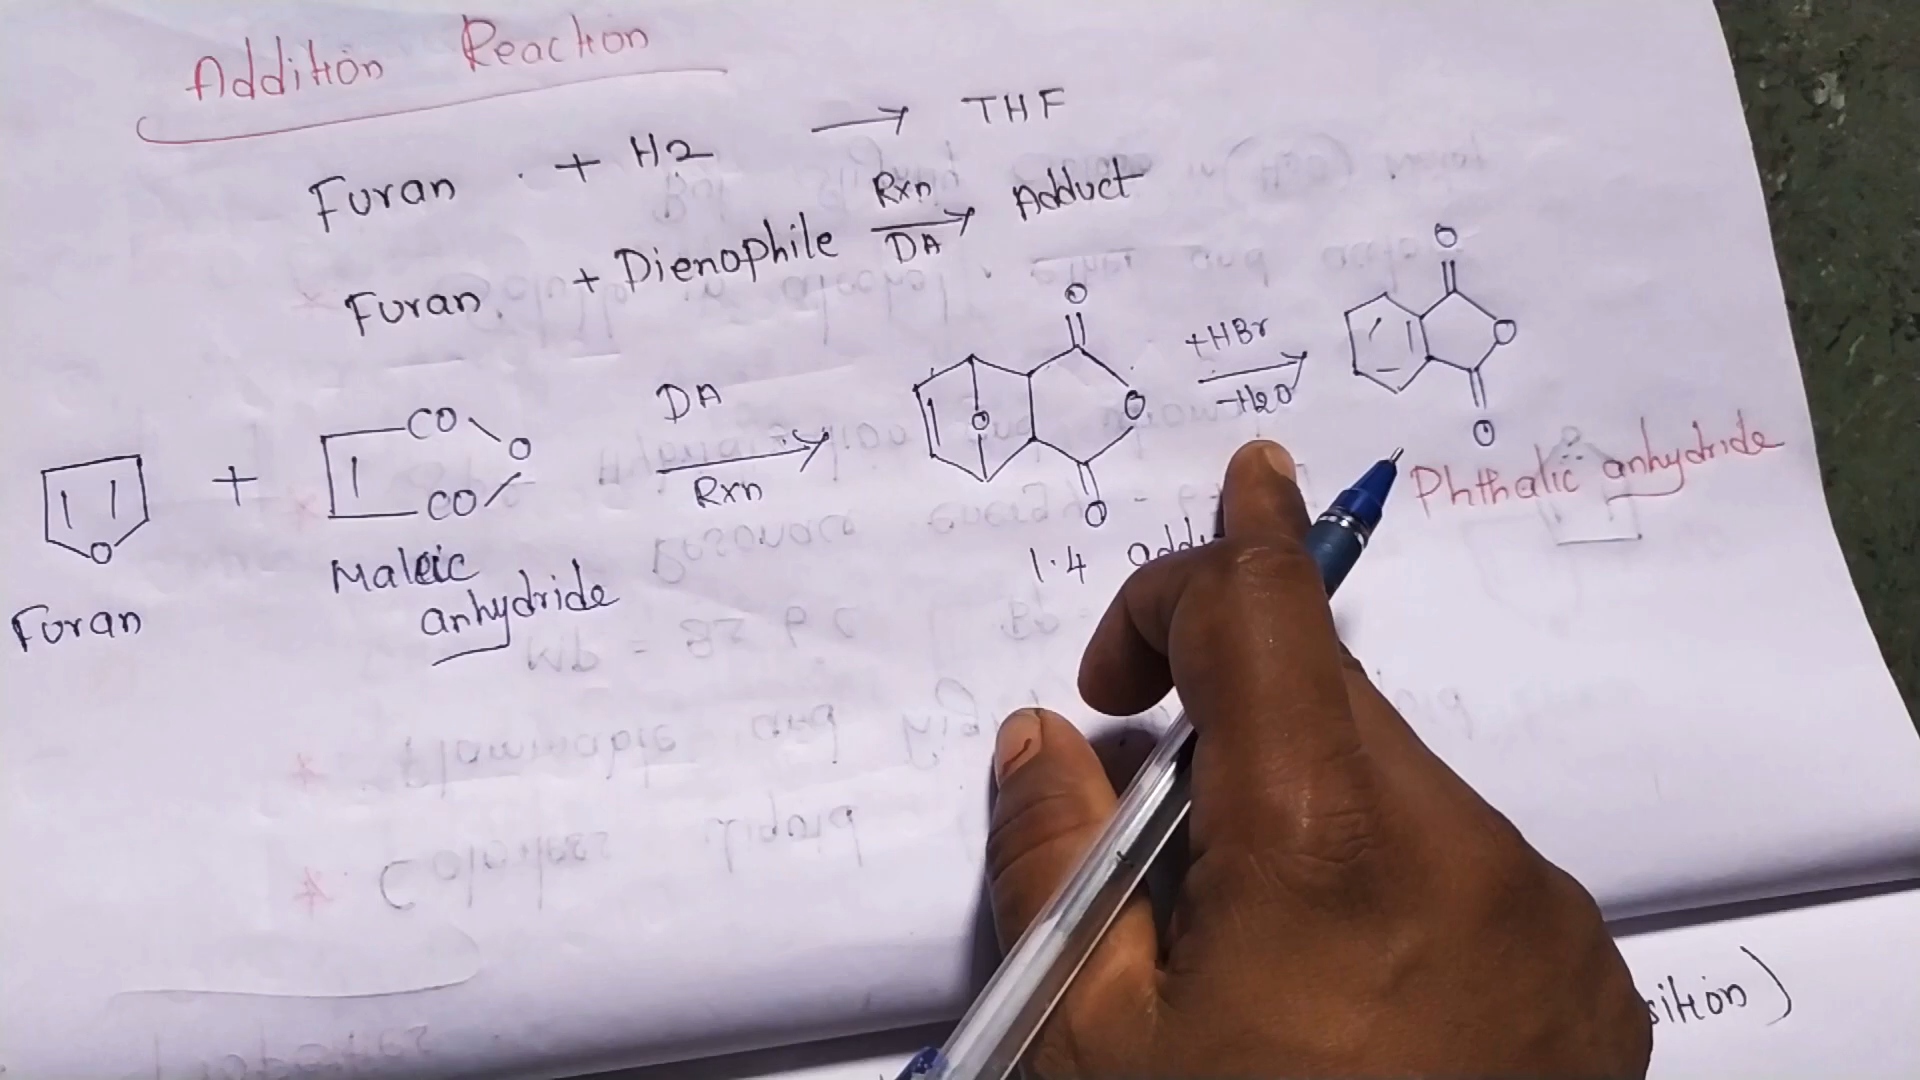 Addition Reaction
Furan + H2 → THF
Furan + Dienophile Rxn → DA Adduct
+ CO O CO DA → Rxn O O O O +HBr → -H2O O O O
O
Furan
Maleic anhydride
1.4
Phthalic anhydride